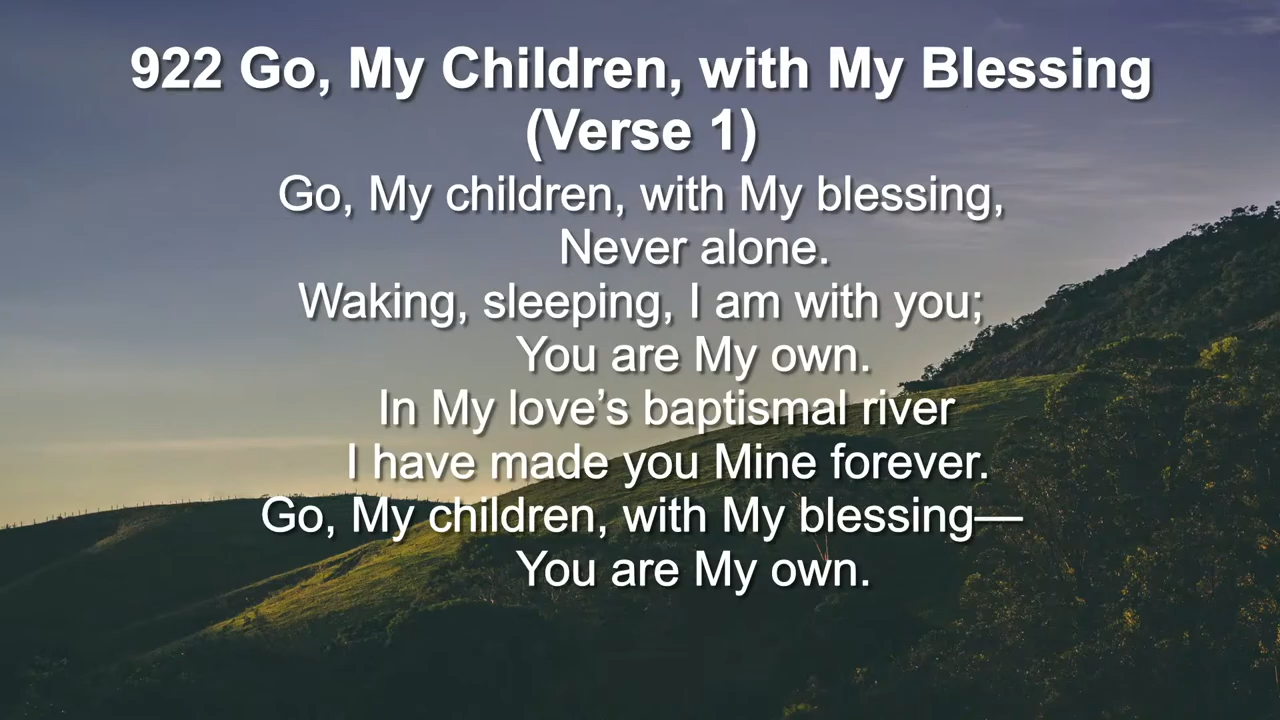 922 Go, My Children, with My Blessing
(Verse 1)
Go, My children, with My blessing,
Never alone.
Waking, sleeping, I am with you;
You are My own.
In My love’s baptismal river
I have made you Mine forever.
Go, My children, with My blessing—
You are My own.